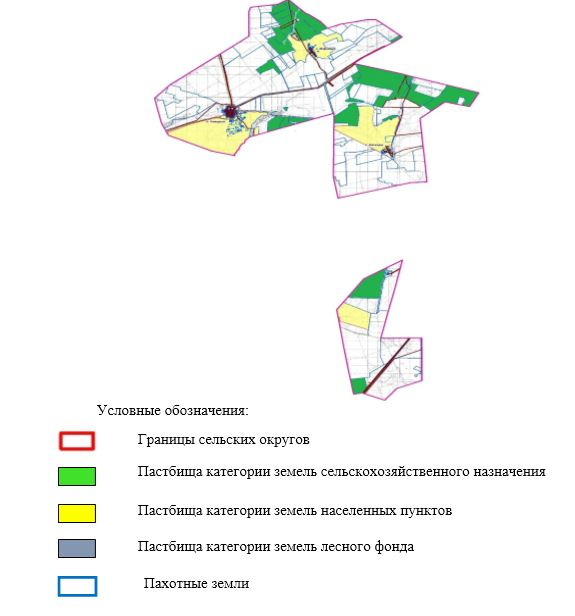 Условные обозначения:
Границы сельских округов
Пастбища категории земель сельскохозяйственного назначения
Пастбища категории земель населенных пунктов
Пастбища категории земель лесного фонда
Пахотные земли